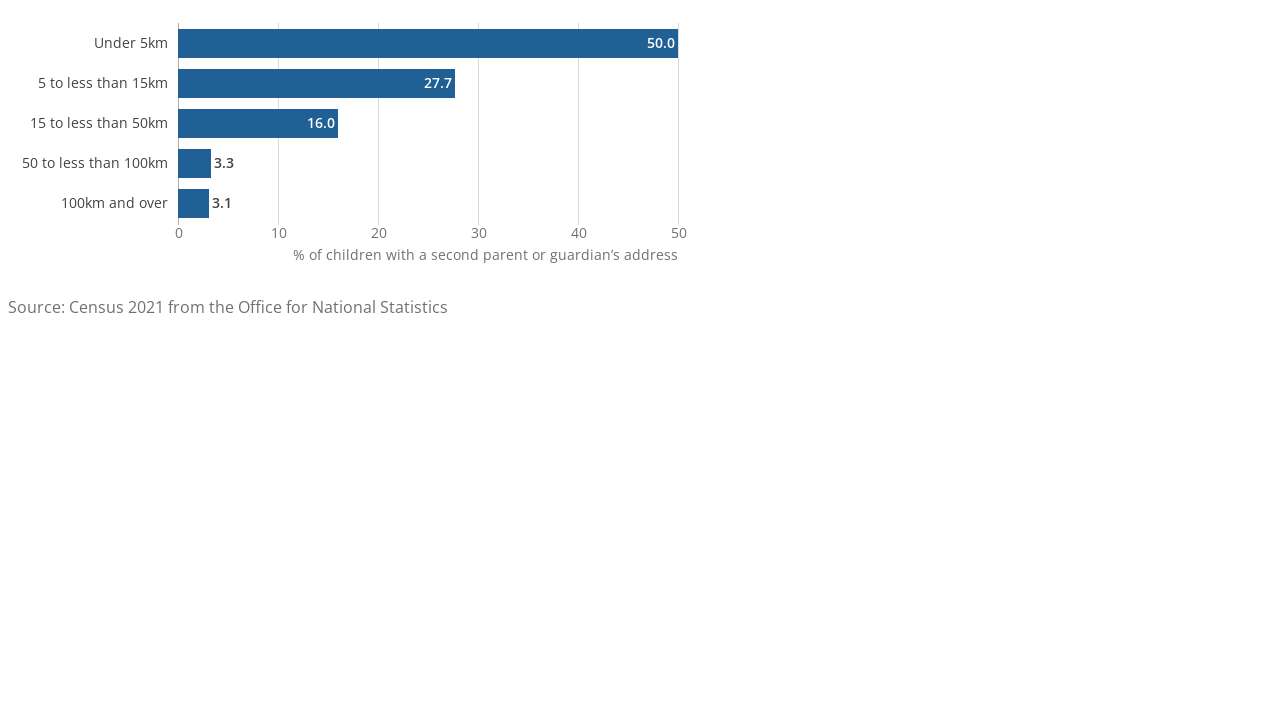 Under 5km 50.0
5 to less than 15km 27.7
15 to less than 50km 16.0
50 to less than 100km 3.3
100km and over 3.1
0 10 20 30 40 50
% of children with a second parent or guardian’s address
Source: Census 2021 from the Office for National Statistics